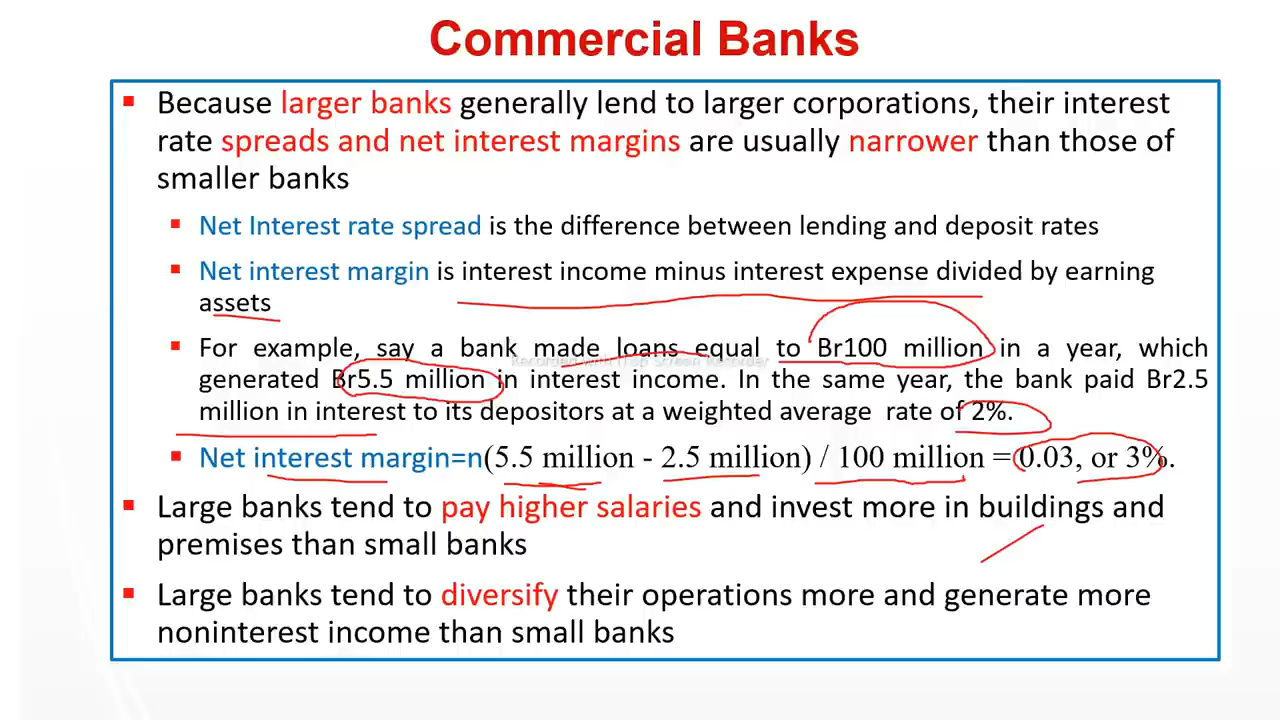 Commercial Banks
Because larger banks generally lend to larger corporations, their interest
rate spreads and net interest margins are usually narrower than those of
smaller banks
Net Interest rate spread is the difference between lending and deposit rates
Net interest margin is interest income minus interest expense divided by earning
assets
For example, say a bank made loans equal to Br100 million in a year, which
Recorded with iTop Screen Recorder
generated Br5.5 million in interest income. In the same year, the bank paid Br2.5
million in interest to its depositors at a weighted average rate of 2%.
Net interest margin=n(5.5 million - 2.5 million) / 100 million = 0.03, or 3%.
Large banks tend to pay higher salaries and invest more in buildings and
premises than small banks
Large banks tend to diversify their operations more and generate more
noninterest income than small banks